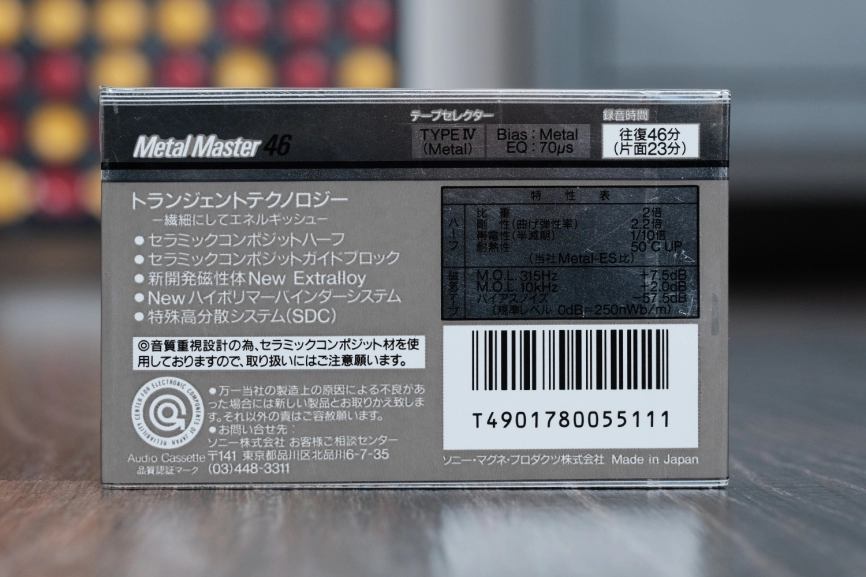 Metal Master 46
テープセレクター
TYPE Ⅳ (Metal)
Bias : Metal
EQ : 70μs
録音時間
往復46分
(片面23分)
トランジェントテクノロジー
―繊細にしてエネルギッシュ―
●セラミックコンポジットハーフ
●セラミックコンポジットガイドブロック
●新開発磁性体New Extralloy
●Newハイポリマーバインダーシステム
●特殊高分散システム(SDC)
◎音質重視設計の為、セラミックコンポジット材を使
用しておりますので、取り扱いにはご注意願います。
特性表
ハーフ
比重 2倍
剛性(曲げ弾性率) 2.2倍
帯電性(半減期) 1/10倍
耐熱性 50℃UP
(当社Metal-ES比)
M.O.L. 315Hz +7.5dB
M.O.L. 10kHz +2.0dB
バイアスノイズ −57.5dB
(規準レベル 0dB=250nWb/m)
T4901780055111
RELIABILITY CENTER FOR ELECTRONIC COMPONENTS OF JAPAN
Audio Cassette
品質認証マーク
●万一当社の製造上の原因による不良があ
った場合には新しい製品とお取りかえ致しま
す。それ以外の責はご容赦願います。
●お問い合せ先:
ソニー株式会社 お客様ご相談センター
〒141 東京都品川区北品川6-7-35
(03)448-3311
ソニー・マグネ・プロダクツ株式会社 Made in Japan